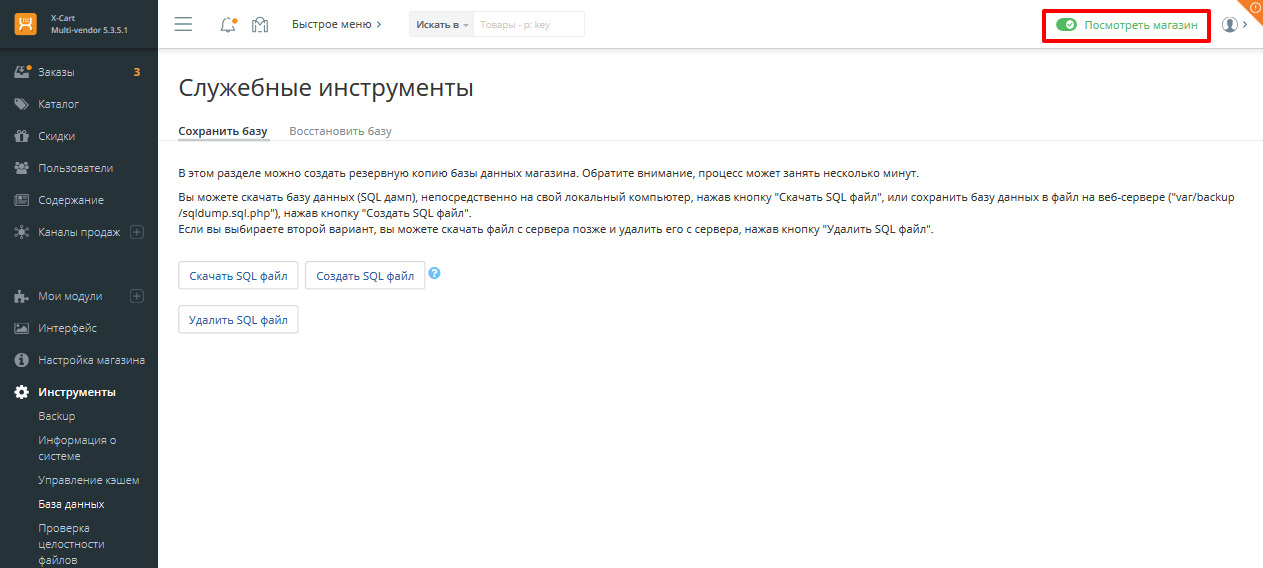 X-Cart
Multi-vendor 5.3.5.1
Быстрое меню
Искать в
Товары - p: key
Посмотреть магазин
Заказы 3
Каталог
Скидки
Пользователи
Содержание
Каналы продаж
Мои модули
Интерфейс
Настройка магазина
Инструменты
Backup
Информация о
системе
Управление кэшем
База данных
Проверка
целостности
файлов
Служебные инструменты
Сохранить базу
Восстановить базу
В этом разделе можно создать резервную копию базы данных магазина. Обратите внимание, процесс может занять несколько минут.
Вы можете скачать базу данных (SQL дамп), непосредственно на свой локальный компьютер, нажав кнопку "Скачать SQL файл", или сохранить базу данных в файл на веб-сервере ("var/backup
/sqldump.sql.php"), нажав кнопку "Создать SQL файл".
Если вы выбираете второй вариант, вы можете скачать файл с сервера позже и удалить его с сервера, нажав кнопку "Удалить SQL файл".
Скачать SQL файл
Создать SQL файл
?
Удалить SQL файл